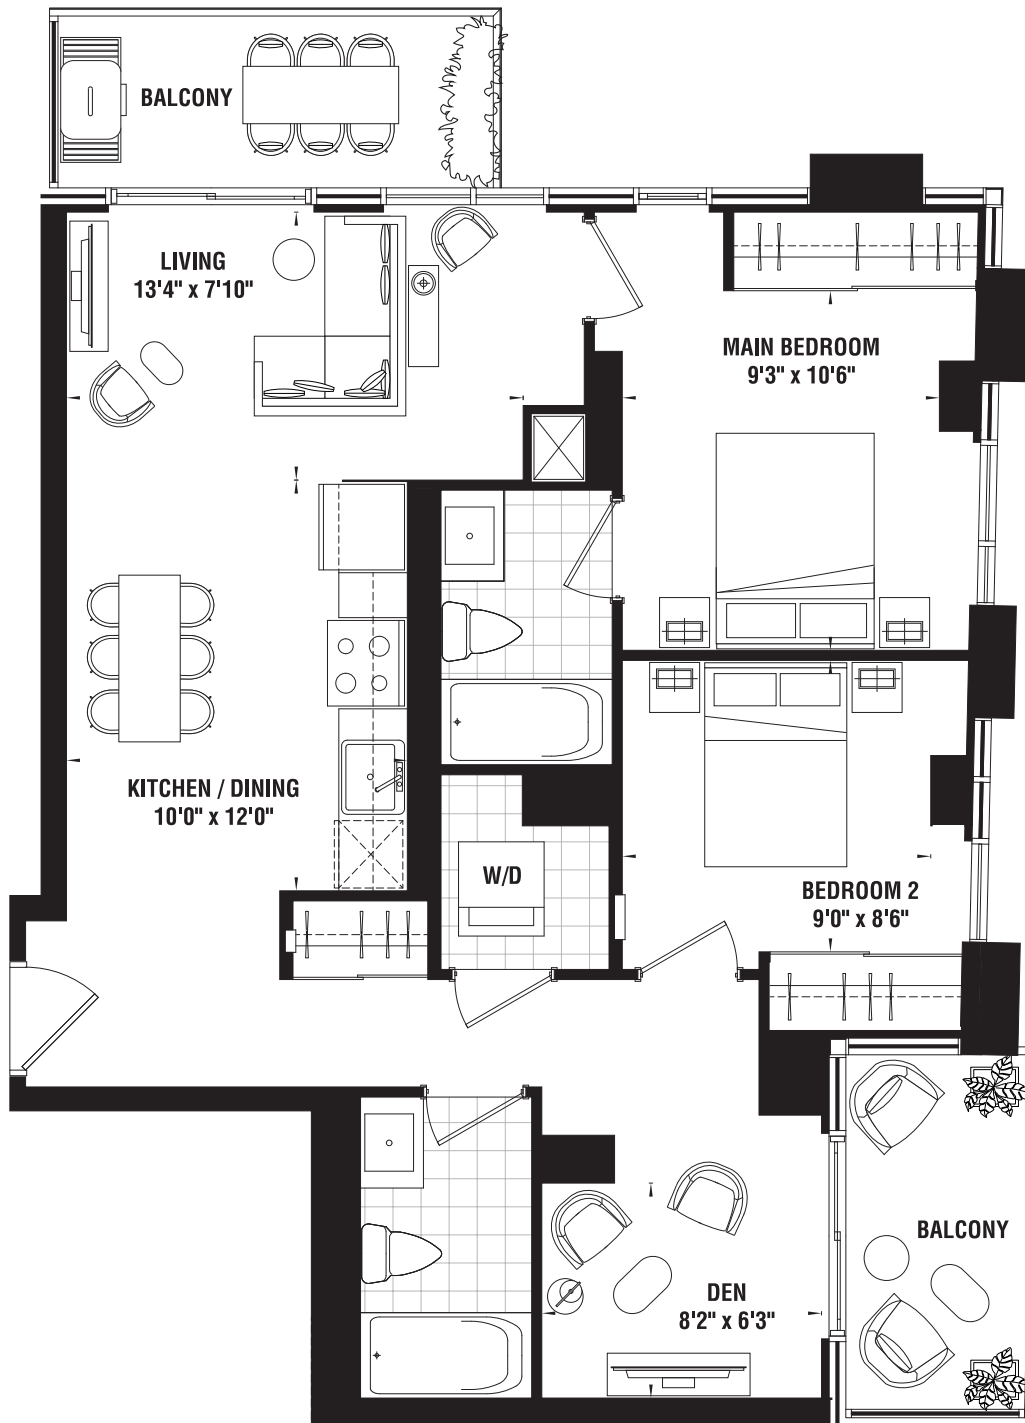 BALCONY
LIVING
13'4" x 7'10"
MAIN BEDROOM
9'3" x 10'6"
KITCHEN / DINING
10'0" x 12'0"
W/D
BEDROOM 2
9'0" x 8'6"
BALCONY
DEN
8'2" x 6'3"